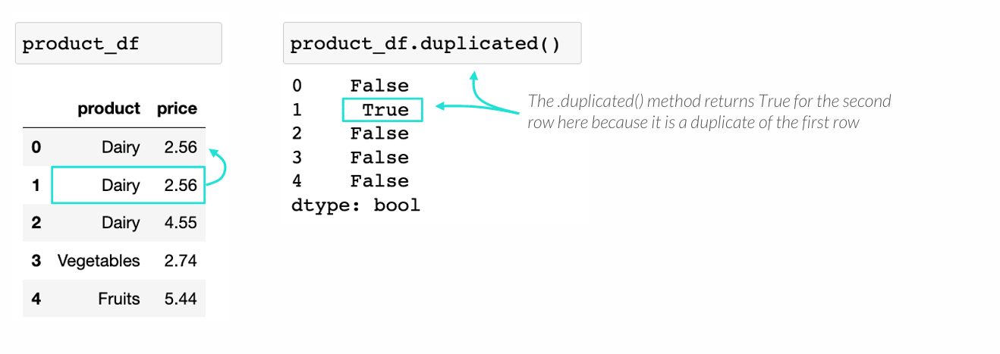 product_df
product price
0 Dairy 2.56
1 Dairy 2.56
2 Dairy 4.55
3 Vegetables 2.74
4 Fruits 5.44
product_df.duplicated()
0 False
1 True
2 False
3 False
4 False
dtype: bool
The .duplicated() method returns True for the second
row here because it is a duplicate of the first row